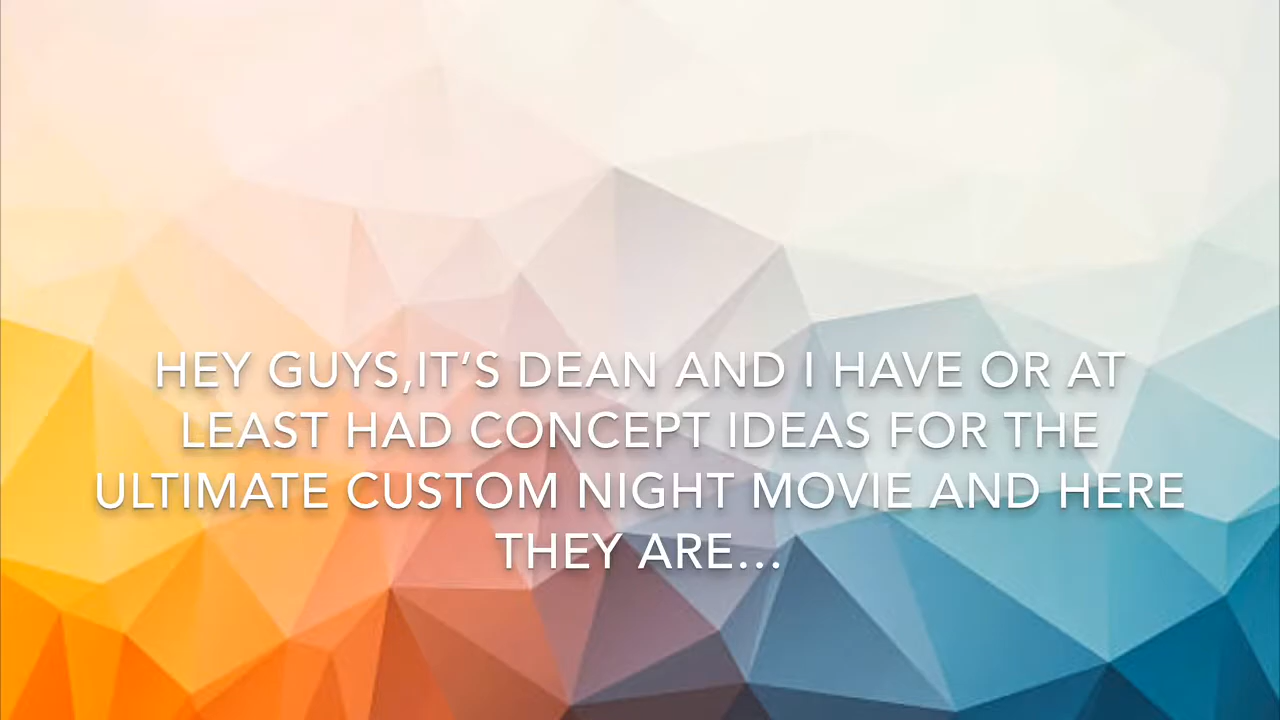 HEY GUYS,IT’S DEAN AND I HAVE OR AT
LEAST HAD CONCEPT IDEAS FOR THE
ULTIMATE CUSTOM NIGHT MOVIE AND HERE
THEY ARE…